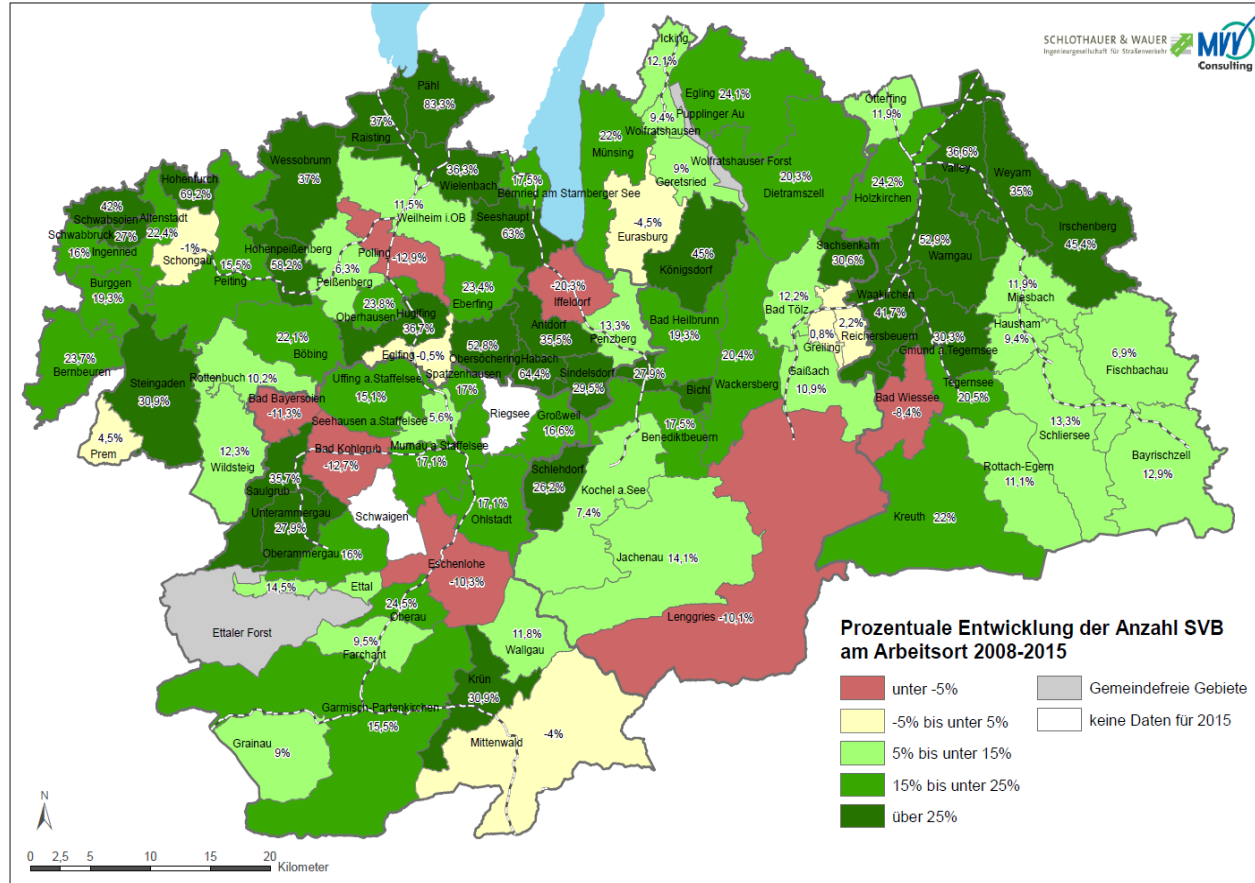 SCHLOTHAUER & WAUER
Ingenieurgesellschaft für Straßenverkehr
MVV
Consulting
Icking
12,1%
Pähl
83,3%
Egling
24,1%
Pupplinger Au
Otterfing
11,9%
37%
Raisting
9,4%
Wolfratshausen
22%
Münsing
36,6%
Valley
Weyarn
35%
Wessobrunn
37%
36,3%
Wielenbach
17,5%
Bernried am Starnberger See
Wolfratshauser Forst
9%
Geretsried
20,3%
Dietramszell
24,2%
Holzkirchen
Hohenfurch
69,2%
42%
Schwabsoien
Altenstadt
22,4%
Schwabbruck
27%
16%
Ingenried
-1%
Schongau
11,5%
Weilheim i.OB
Seeshaupt
63%
-4,5%
Eurasburg
Irschenberg
45,4%
Hohenpeißenberg
58,2%
Polling
-12,9%
45%
Königsdorf
Sachsenkam
30,6%
52,9%
Warngau
15,5%
Peiting
6,3%
Peißenberg
Burggen
19,3%
23,4%
Eberfing
-20,3%
Iffeldorf
12,2%
Bad Tölz
Waakirchen
41,7%
11,9%
Miesbach
23,8%
Oberhausen
Huglfing
36,7%
Antdorf
35,5%
13,3%
Penzberg
Bad Heilbrunn
19,3%
0,8%
Greiling
2,2%
Reichersbeuern
30,3%
Gmund a.Tegernsee
Hausham
9,4%
22,1%
Böbing
Eglfing
-0,5%
52,8%
Obersöchering
Habach
64,4%
Sindelsdorf
29,5%
27,9%
Bichl
20,4%
Wackersberg
Gaißach
10,9%
6,9%
Fischbachau
23,7%
Bernbeuren
Steingaden
30,9%
Rottenbuch
10,2%
Uffing a.Staffelsee
15,1%
Spatzenhausen
17%
Bad Wiessee
-8,4%
Tegernsee
20,5%
Bad Bayersoien
-11,3%
Seehausen a.Staffelsee
5,6%
Riegsee
Großweil
16,6%
17,5%
Benediktbeuern
13,3%
Schliersee
4,5%
Prem
12,3%
Wildsteig
Bad Kohlgrub
-12,7%
Murnau a.Staffelsee
17,1%
Bayrischzell
12,9%
35,7%
Saulgrub
Schlehdorf
26,2%
Kochel a.See
7,4%
Rottach-Egern
11,1%
Unterammergau
27,9%
Schwaigen
17,1%
Ohlstadt
Kreuth
22%
Oberammergau
16%
Eschenlohe
-10,3%
Jachenau
14,1%
14,5%
Ettal
24,5%
Oberau
Lenggries
-10,1%
Ettaler Forst
9,5%
Farchant
11,8%
Wallgau
Krün
30,9%
Garmisch-Partenkirchen
15,5%
Grainau
9%
Mittenwald
-4%
Prozentuale Entwicklung der Anzahl SVB
am Arbeitsort 2008-2015
unter -5%
-5% bis unter 5%
5% bis unter 15%
15% bis unter 25%
über 25%
Gemeindefreie Gebiete
keine Daten für 2015
N
0 2,5 5 10 15 20
Kilometer